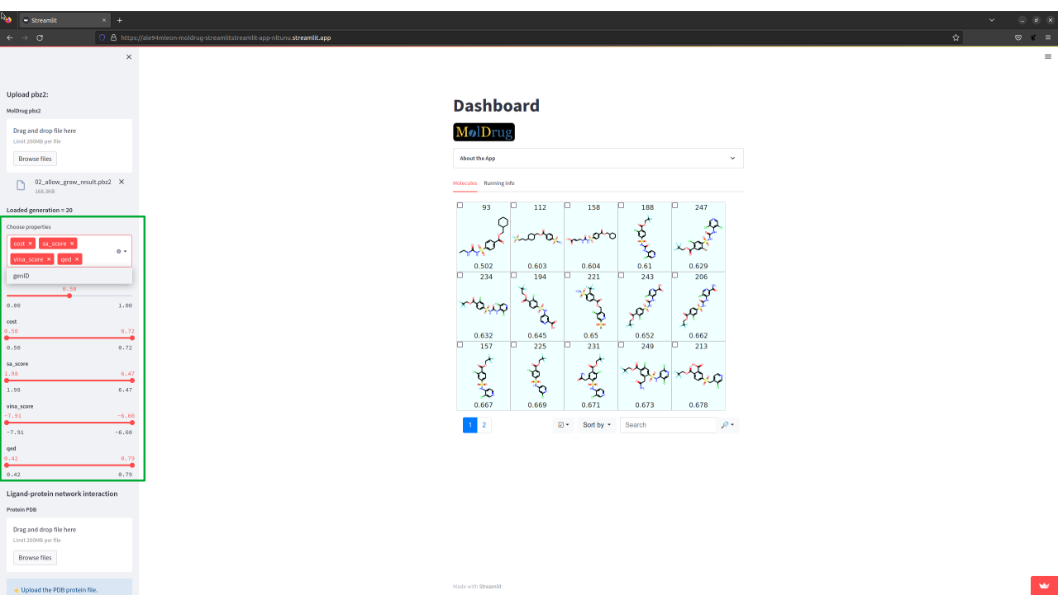 Streamlit × +
https://ale94mleon-moldrug-streamlitstreamlit-app-nltunu.streamlit.app
×
Upload pbz2:
MolDrug pbz2
Drag and drop file here
Limit 200MB per file
Browse files
02_allow_grow_result.pbz2 ×
168.3KB
Loaded generation = 20
Choose properties
cost × sa_score ×
vina_score × qed ×
genID
0.50
0.00 1.00
cost
0.50 0.72
0.50 0.72
sa_score
1.98 6.47
1.98 6.47
vina_score
-7.91 -6.60
-7.91 -6.60
qed
0.42 0.79
0.42 0.79
Ligand-protein network interaction
Protein PDB
Drag and drop file here
Limit 200MB per file
Browse files
Upload the PDB protein file.
Dashboard
MolDrug
About the App
Molecules Running info
93 112 158 188 247
0.502 0.603 0.604 0.61 0.629
234 194 221 243 206
0.632 0.645 0.65 0.652 0.662
157 225 231 249 213
0.667 0.669 0.671 0.673 0.678
1 2 Sort by Search
Made with Streamlit